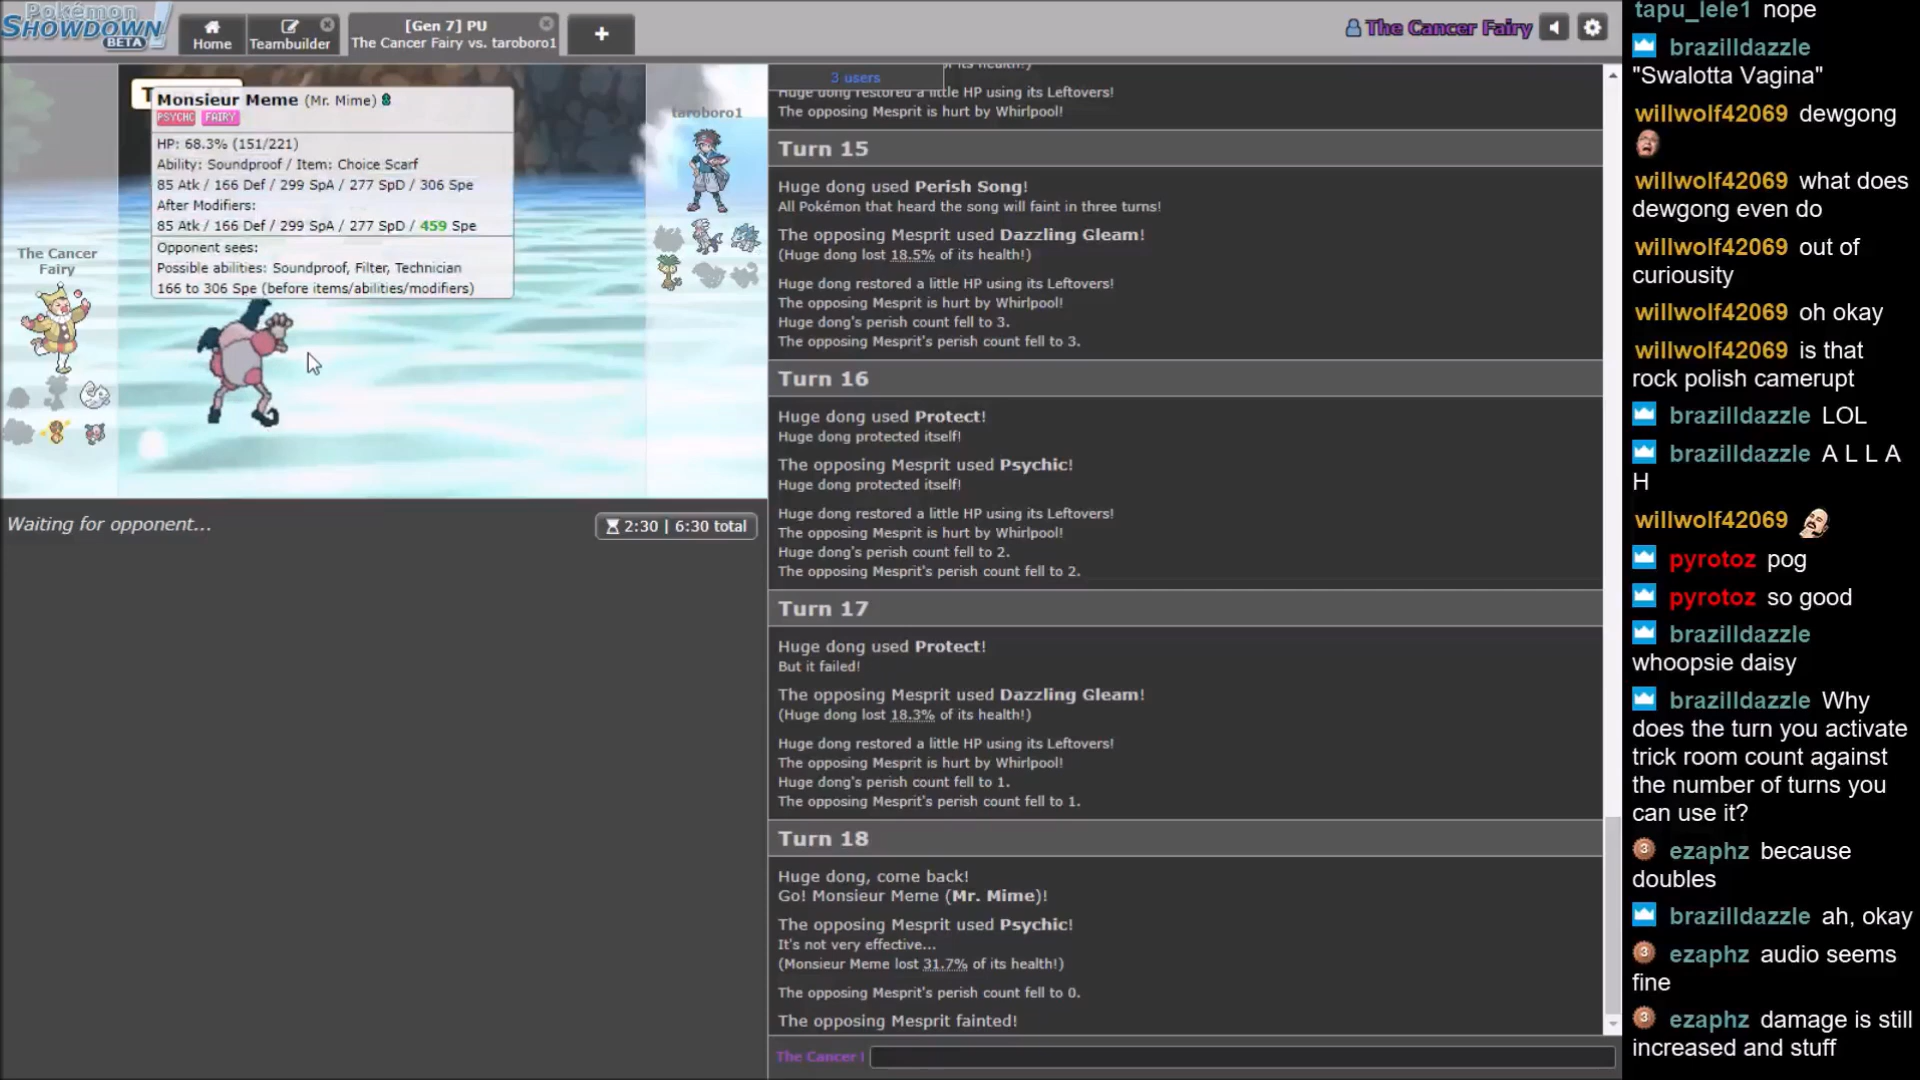 Pokémon
SHOWDOWN!
BETA
Home
Teambuilder
[Gen 7] PU
The Cancer Fairy vs. taroboro1
+
The Cancer Fairy
Monsieur Meme (Mr. Mime)
PSYCHC FAIRY
HP: 68.3% (151/221)
Ability: Soundproof / Item: Choice Scarf
85 Atk / 166 Def / 299 SpA / 277 SpD / 306 Spe
After Modifiers:
85 Atk / 166 Def / 299 SpA / 277 SpD / 459 Spe
Opponent sees:
Possible abilities: Soundproof, Filter, Technician
166 to 306 Spe (before items/abilities/modifiers)
The Cancer
Fairy
taroboro1
Waiting for opponent...
2:30 | 6:30 total
3 users
Huge dong restored a little HP using its Leftovers!
The opposing Mesprit is hurt by Whirlpool!
Turn 15
Huge dong used Perish Song!
All Pokémon that heard the song will faint in three turns!
The opposing Mesprit used Dazzling Gleam!
(Huge dong lost 18.5% of its health!)
Huge dong restored a little HP using its Leftovers!
The opposing Mesprit is hurt by Whirlpool!
Huge dong's perish count fell to 3.
The opposing Mesprit's perish count fell to 3.
Turn 16
Huge dong used Protect!
Huge dong protected itself!
The opposing Mesprit used Psychic!
Huge dong protected itself!
Huge dong restored a little HP using its Leftovers!
The opposing Mesprit is hurt by Whirlpool!
Huge dong's perish count fell to 2.
The opposing Mesprit's perish count fell to 2.
Turn 17
Huge dong used Protect!
But it failed!
The opposing Mesprit used Dazzling Gleam!
(Huge dong lost 18.3% of its health!)
Huge dong restored a little HP using its Leftovers!
The opposing Mesprit is hurt by Whirlpool!
Huge dong's perish count fell to 1.
The opposing Mesprit's perish count fell to 1.
Turn 18
Huge dong, come back!
Go! Monsieur Meme (Mr. Mime)!
The opposing Mesprit used Psychic!
It's not very effective...
(Monsieur Meme lost 31.7% of its health!)
The opposing Mesprit's perish count fell to 0.
The opposing Mesprit fainted!
The Cancer
tapu_lele1 nope
brazilldazzle
"Swalotta Vagina"
willwolf42069 dewgong
willwolf42069 what does
dewgong even do
willwolf42069 out of
curiousity
willwolf42069 oh okay
willwolf42069 is that
rock polish camerupt
brazilldazzle LOL
brazilldazzle A L L A
H
willwolf42069
pyrotoz pog
pyrotoz so good
brazilldazzle
whoopsie daisy
brazilldazzle Why
does the turn you activate
trick room count against
the number of turns you
can use it?
ezaphz because
doubles
brazilldazzle ah, okay
ezaphz audio seems
fine
ezaphz damage is still
increased and stuff